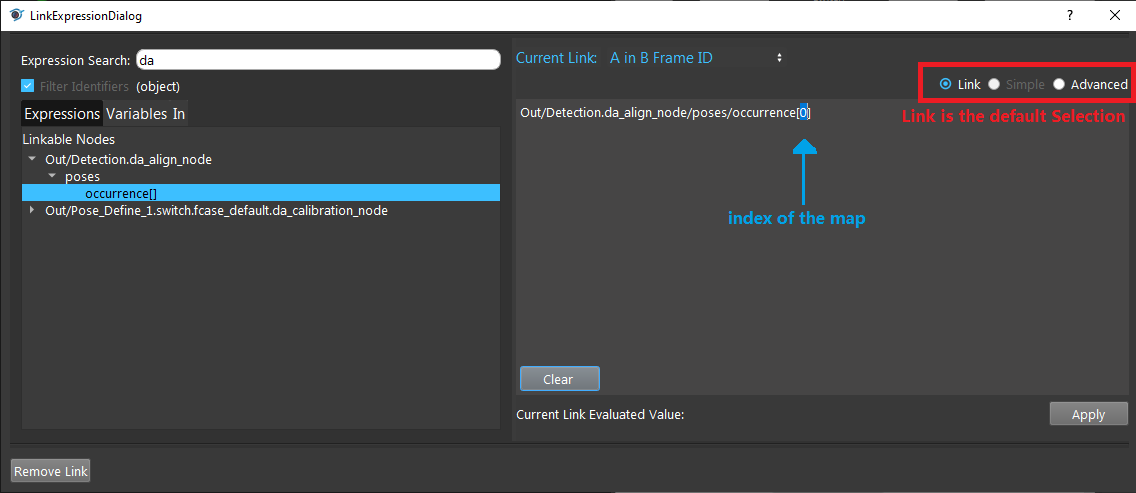 LinkExpressionDialog
?
Expression Search: da
Filter Identifiers (object)
Expressions Variables In
Linkable Nodes
Out/Detection.da_align_node
poses
occurrence[]
Out/Pose_Define_1.switch.fcase_default.da_calibration_node
Current Link: A in B Frame ID
Link Simple Advanced
Link is the default Selection
Out/Detection.da_align_node/poses/occurrence[0]
index of the map
Clear
Current Link Evaluated Value:
Apply
Remove Link